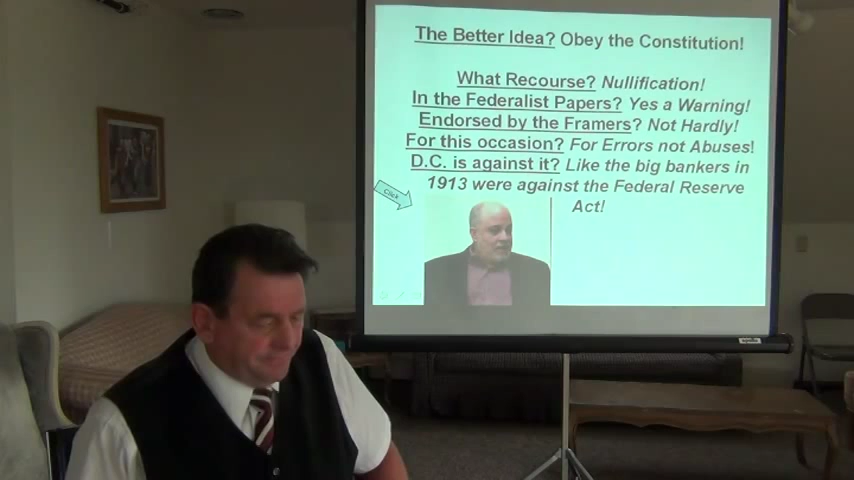 The Better Idea? Obey the Constitution!
What Recourse? Nullification!
In the Federalist Papers? Yes a Warning!
Endorsed by the Framers? Not Hardly!
For this occasion? For Errors not Abuses!
D.C. is against it? Like the big bankers in
1913 were against the Federal Reserve
Act!
Click